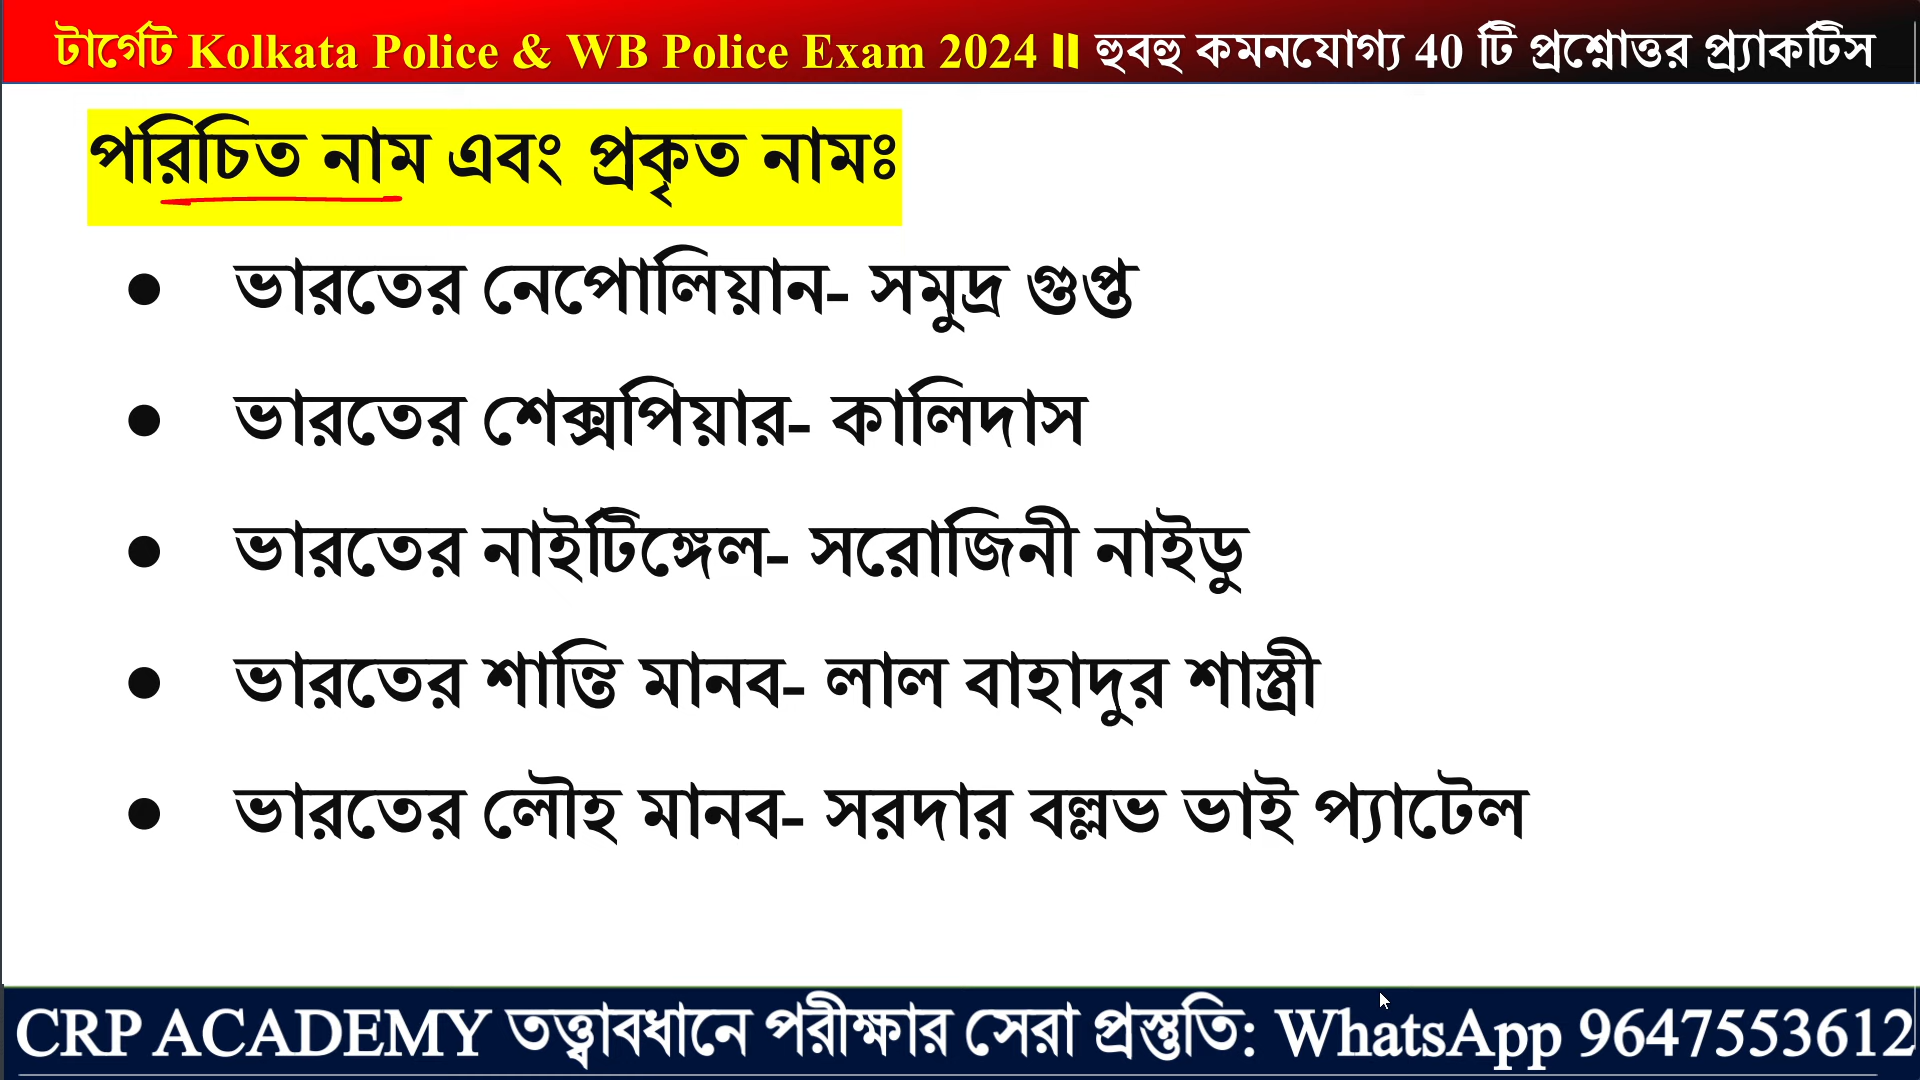 টার্গেট Kolkata Police & WB Police Exam 2024 ॥ হুবহু কমনযোগ্য 40 টি প্রশ্নোত্তর প্র্যাকটিস
পরিচিত নাম এবং প্রকৃত নামঃ
● ভারতের নেপোলিয়ান- সমুদ্র গুপ্ত
● ভারতের শেক্সপিয়ার- কালিদাস
● ভারতের নাইটিঙ্গেল- সরোজিনী নাইডু
● ভারতের শান্তি মানব- লাল বাহাদুর শাস্ত্রী
● ভারতের লৌহ মানব- সরদার বল্লভ ভাই প্যাটেল
CRP ACADEMY তত্ত্বাবধানে পরীক্ষার সেরা প্রস্তুতি: WhatsApp 9647553612